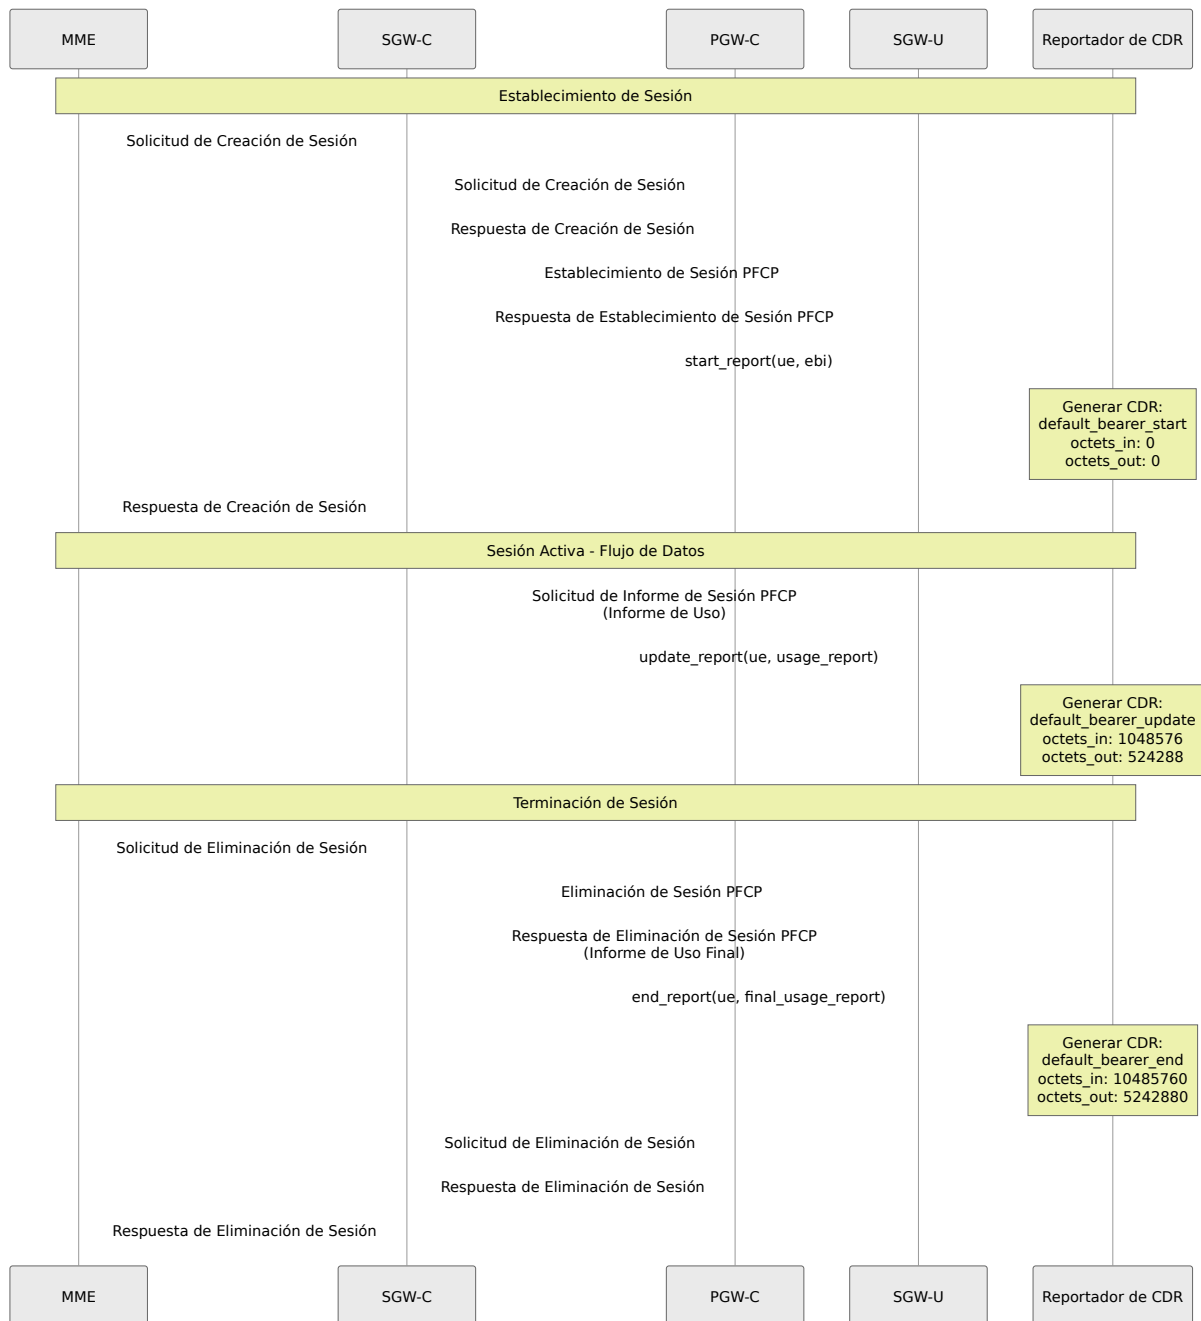 MME
SGW-C
PGW-C
SGW-U
Reportador de CDR
Establecimiento de Sesión
Solicitud de Creación de Sesión
Solicitud de Creación de Sesión
Respuesta de Creación de Sesión
Establecimiento de Sesión PFCP
Respuesta de Establecimiento de Sesión PFCP
start_report(ue, ebi)
Generar CDR:
default_bearer_start
octets_in: 0
octets_out: 0
Respuesta de Creación de Sesión
Sesión Activa - Flujo de Datos
Solicitud de Informe de Sesión PFCP
(Informe de Uso)
update_report(ue, usage_report)
Generar CDR:
default_bearer_update
octets_in: 1048576
octets_out: 524288
Terminación de Sesión
Solicitud de Eliminación de Sesión
Eliminación de Sesión PFCP
Respuesta de Eliminación de Sesión PFCP
(Informe de Uso Final)
end_report(ue, final_usage_report)
Generar CDR:
default_bearer_end
octets_in: 10485760
octets_out: 5242880
Solicitud de Eliminación de Sesión
Respuesta de Eliminación de Sesión
Respuesta de Eliminación de Sesión
MME
SGW-C
PGW-C
SGW-U
Reportador de CDR